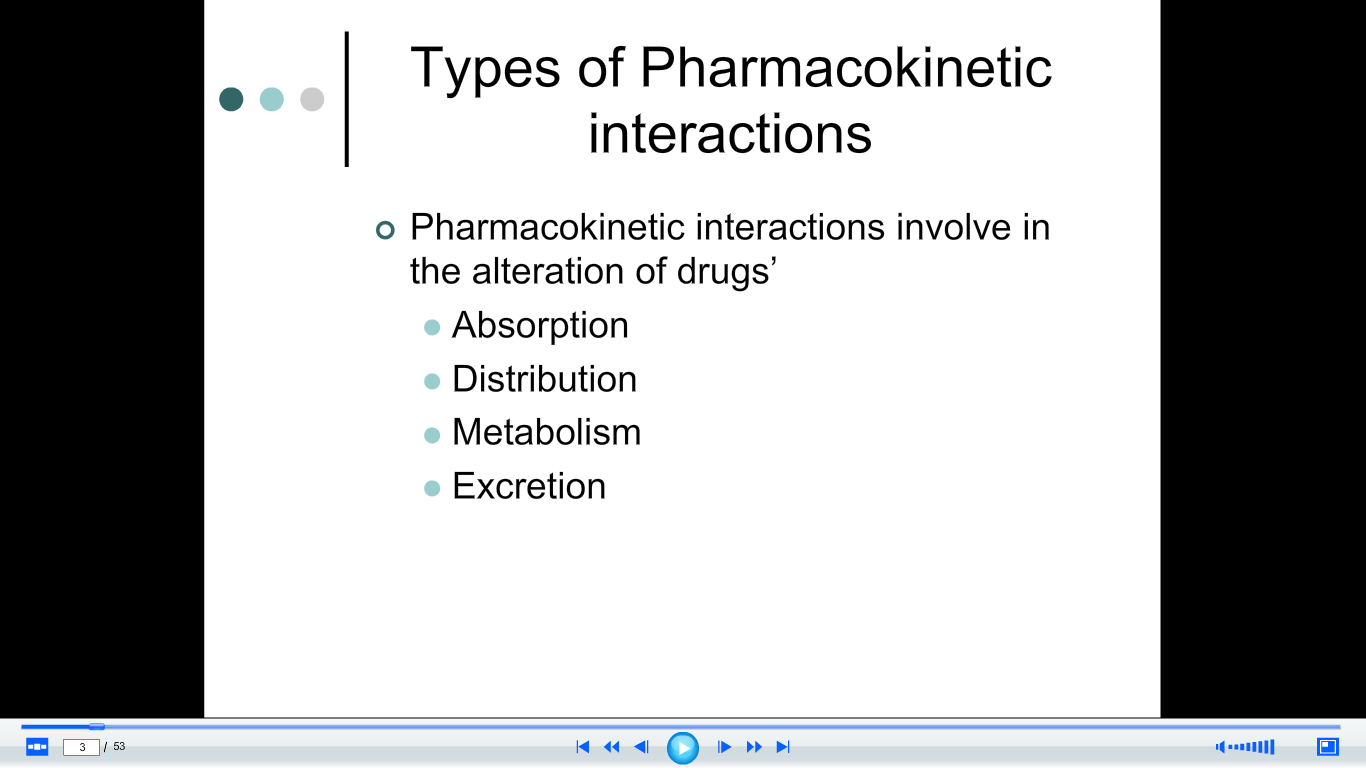 Types of Pharmacokinetic
interactions
Pharmacokinetic interactions involve in
the alteration of drugs’
Absorption
Distribution
Metabolism
Excretion
3 / 53